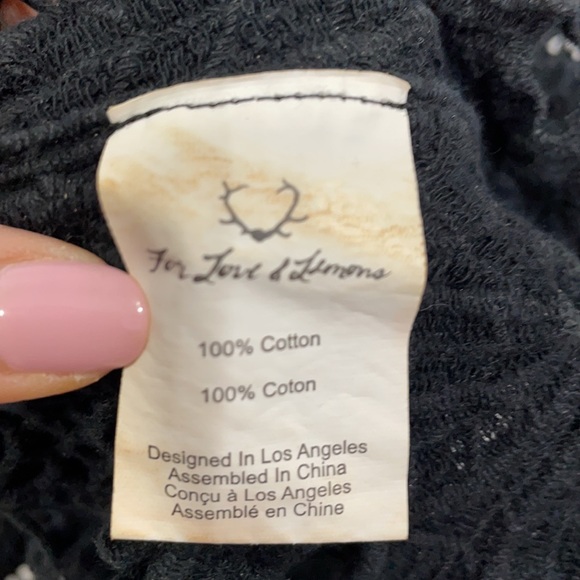 For Love & Lemons
100% Cotton
100% Coton
Designed In Los Angeles
Assembled In China
Conçu à Los Angeles
Assemblé en Chine